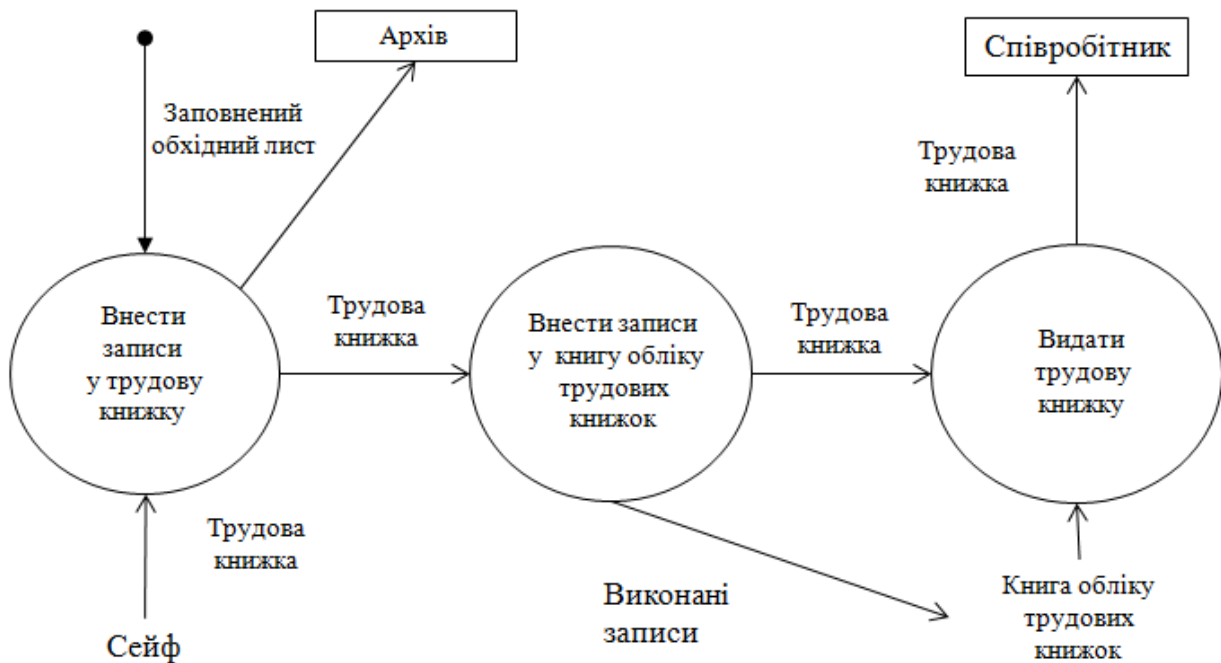 Архів
Співробітник
Заповнений
обхідний лист
Трудова
книжка
Внести
записи
у трудову
книжку
Трудова
книжка
Внести записи
у книгу обліку
трудових
книжок
Трудова
книжка
Видати
трудову
книжку
Трудова
книжка
Сейф
Виконані
записи
Книга обліку
трудових
книжок